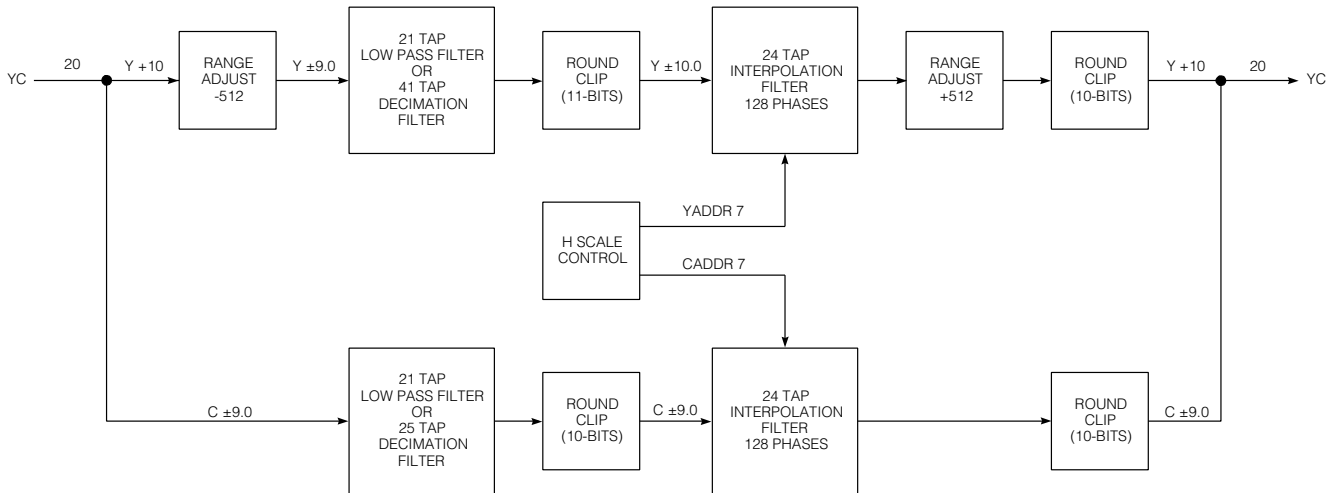 YC
20
Y +10
RANGE
ADJUST
-512
Y ±9.0
21 TAP
LOW PASS FILTER
OR
41 TAP
DECIMATION
FILTER
ROUND
CLIP
(11-BITS)
Y ±10.0
24 TAP
INTERPOLATION
FILTER
128 PHASES
RANGE
ADJUST
+512
ROUND
CLIP
(10-BITS)
Y +10
20
YC
H SCALE
CONTROL
YADDR 7
CADDR 7
C ±9.0
21 TAP
LOW PASS FILTER
OR
25 TAP
DECIMATION
FILTER
ROUND
CLIP
(10-BITS)
C ±9.0
24 TAP
INTERPOLATION
FILTER
128 PHASES
ROUND
CLIP
(10-BITS)
C ±9.0